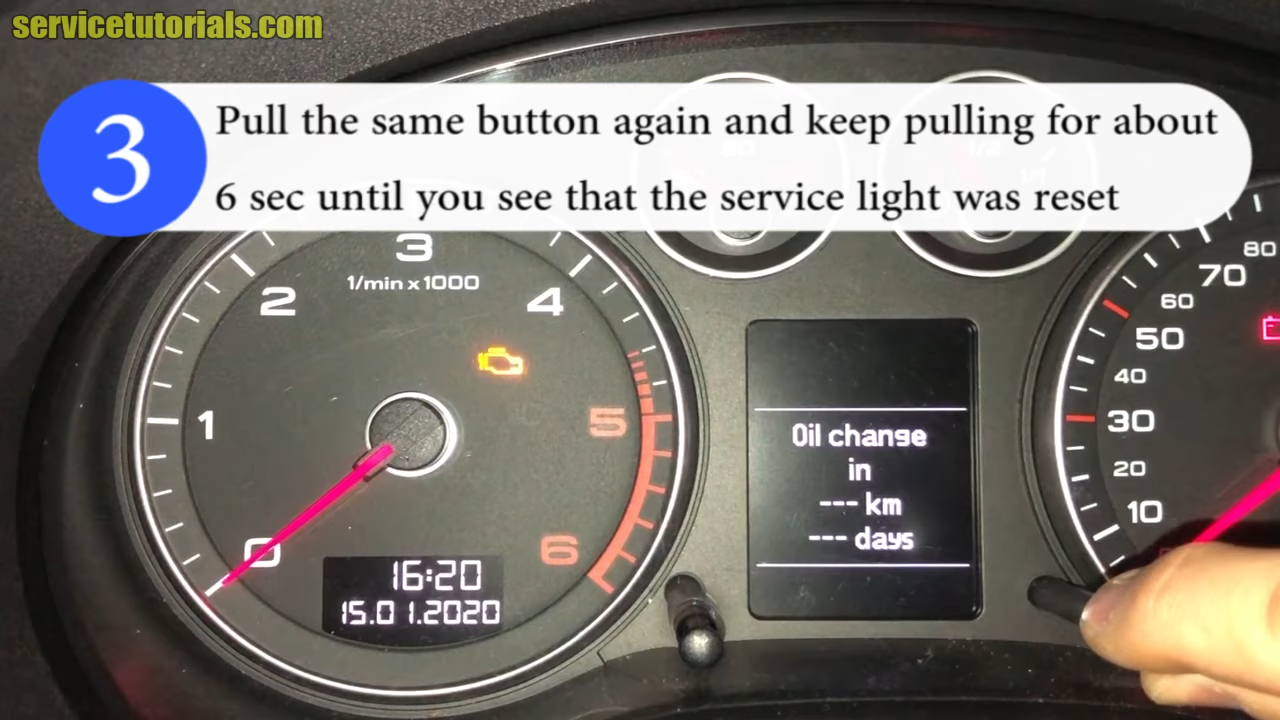 servicetutorials.com
3
Pull the same button again and keep pulling for about
6 sec until you see that the service light was reset
3
1/min x 1000
2
4
1
5
0
6
16:20
15.01.2020
Oil change
in
--- km
--- days
80
70
60
50
40
30
20
10